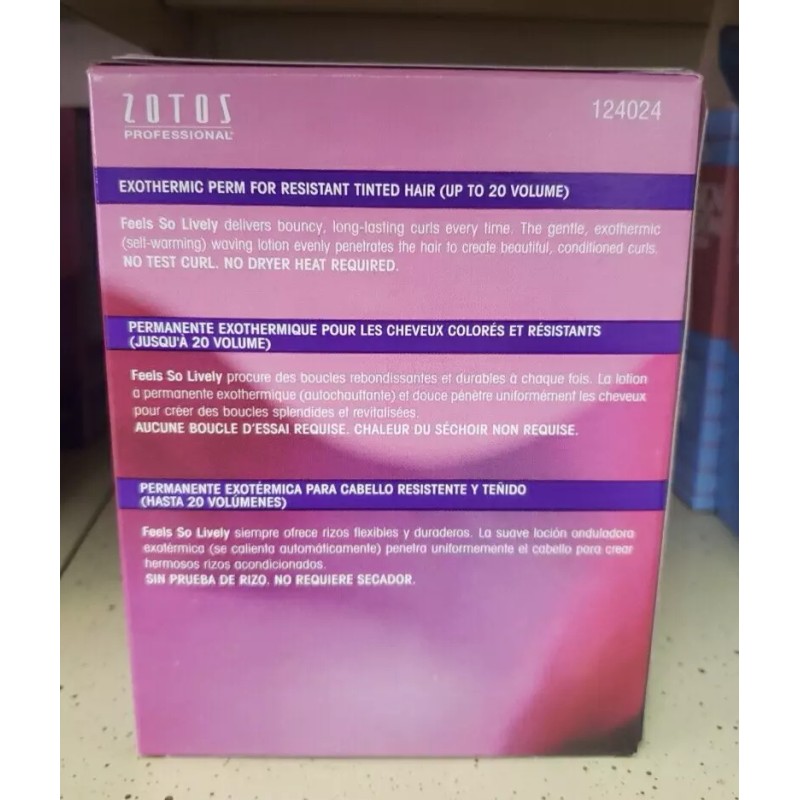 ZOTOS
PROFESSIONAL
124024
EXOTHERMIC PERM FOR RESISTANT TINTED HAIR (UP TO 20 VOLUME)
Feels So Lively delivers bouncy, long-lasting curls every time. The gentle, exothermic
(self-warming) waving lotion evenly penetrates the hair to create beautiful, conditioned curls.
NO TEST CURL. NO DRYER HEAT REQUIRED.
PERMANENTE EXOTHERMIQUE POUR LES CHEVEUX COLORÉS ET RÉSISTANTS
(JUSQU'À 20 VOLUME)
Feels So Lively procure des boucles rebondissantes et durables à chaque fois. La lotion
à permanente exothermique (autochauffante) et douce pénètre uniformément les cheveux
pour créer des boucles splendides et revitalisées.
AUCUNE BOUCLE D'ESSAI REQUISE. CHALEUR DU SÉCHOIR NON REQUISE.
PERMANENTE EXOTÉRMICA PARA CABELLO RESISTENTE Y TEÑIDO
(HASTA 20 VOLÚMENES)
Feels So Lively siempre ofrece rizos flexibles y duraderos. La suave loción onduladora
exotérmica (se calienta automáticamente) penetra uniformemente el cabello para crear
hermosos rizos acondicionados.
SIN PRUEBA DE RIZO. NO REQUIERE SECADOR.